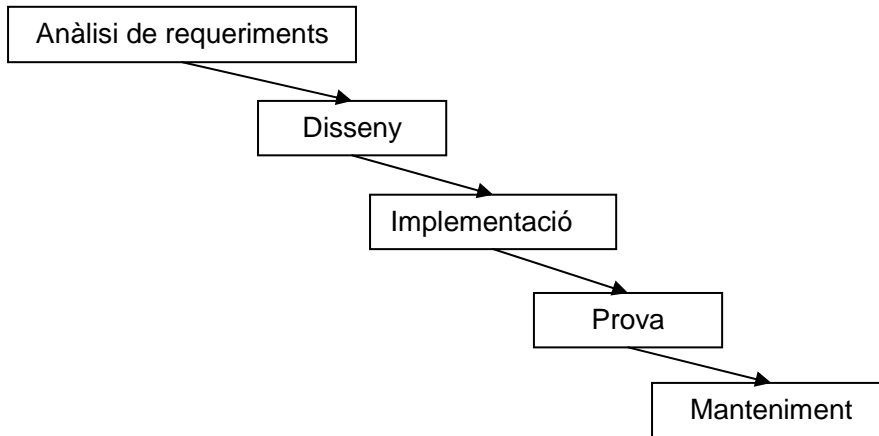 Anàlisi de requeriments
Disseny
Implementació
Prova
Manteniment